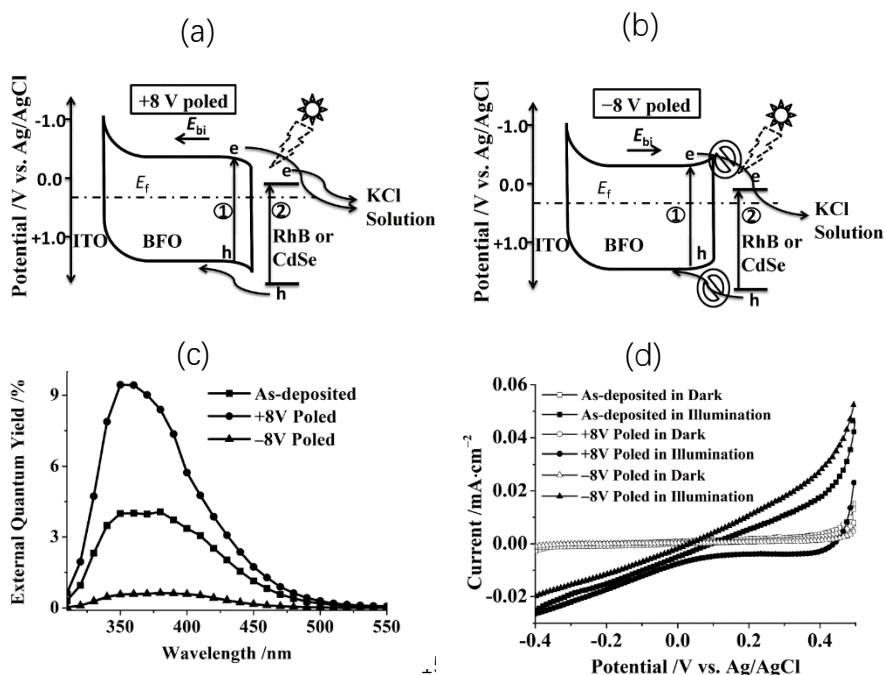 (a)
(b)
+8 V poled
−8 V poled
Potential /V vs. Ag/AgCl
-1.0
0.0
+1.0
E_bi
e
e
E_f
①
②
KCl
Solution
ITO
BFO
RhB or
CdSe
h
h
Potential /V vs. Ag/AgCl
-1.0
0.0
+1.0
E_bi
e
e
E_f
①
②
KCl
Solution
ITO
BFO
RhB or
CdSe
h
h
(c)
(d)
External Quantum Yield /%
9
6
3
0
As-deposited
+8V Poled
−8V Poled
350
400
450
500
550
Wavelength /nm
Current /mA·cm⁻²
0.06
0.04
0.02
0.00
-0.02
As-deposited in Dark
As-deposited in Illumination
+8V Poled in Dark
+8V Poled in Illumination
−8V Poled in Dark
−8V Poled in Illumination
-0.4
-0.2
0.0
0.2
0.4
Potential /V vs. Ag/AgCl